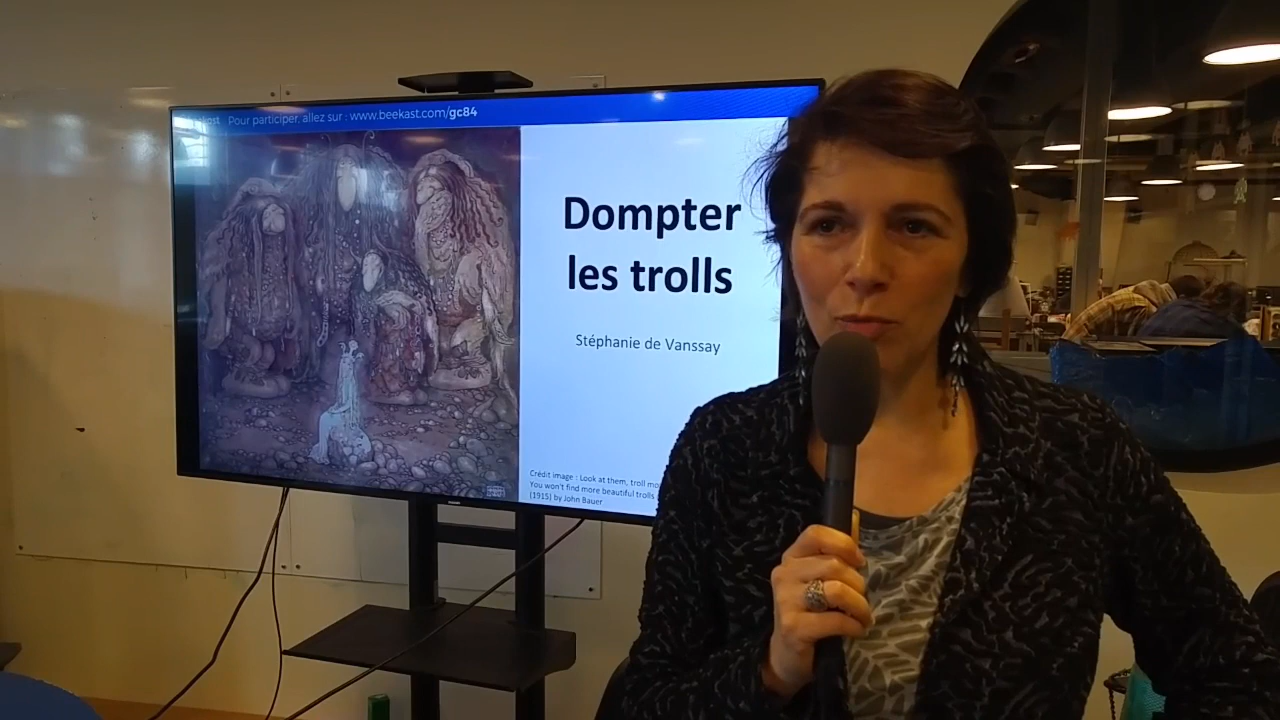 Pour participer, allez sur : www.beekast.com/gc84
Dompter
les trolls
Stéphanie de Vanssay
Crédit image : Look at them, troll
You won't find more beautiful trolls
(1915) by John Bauer